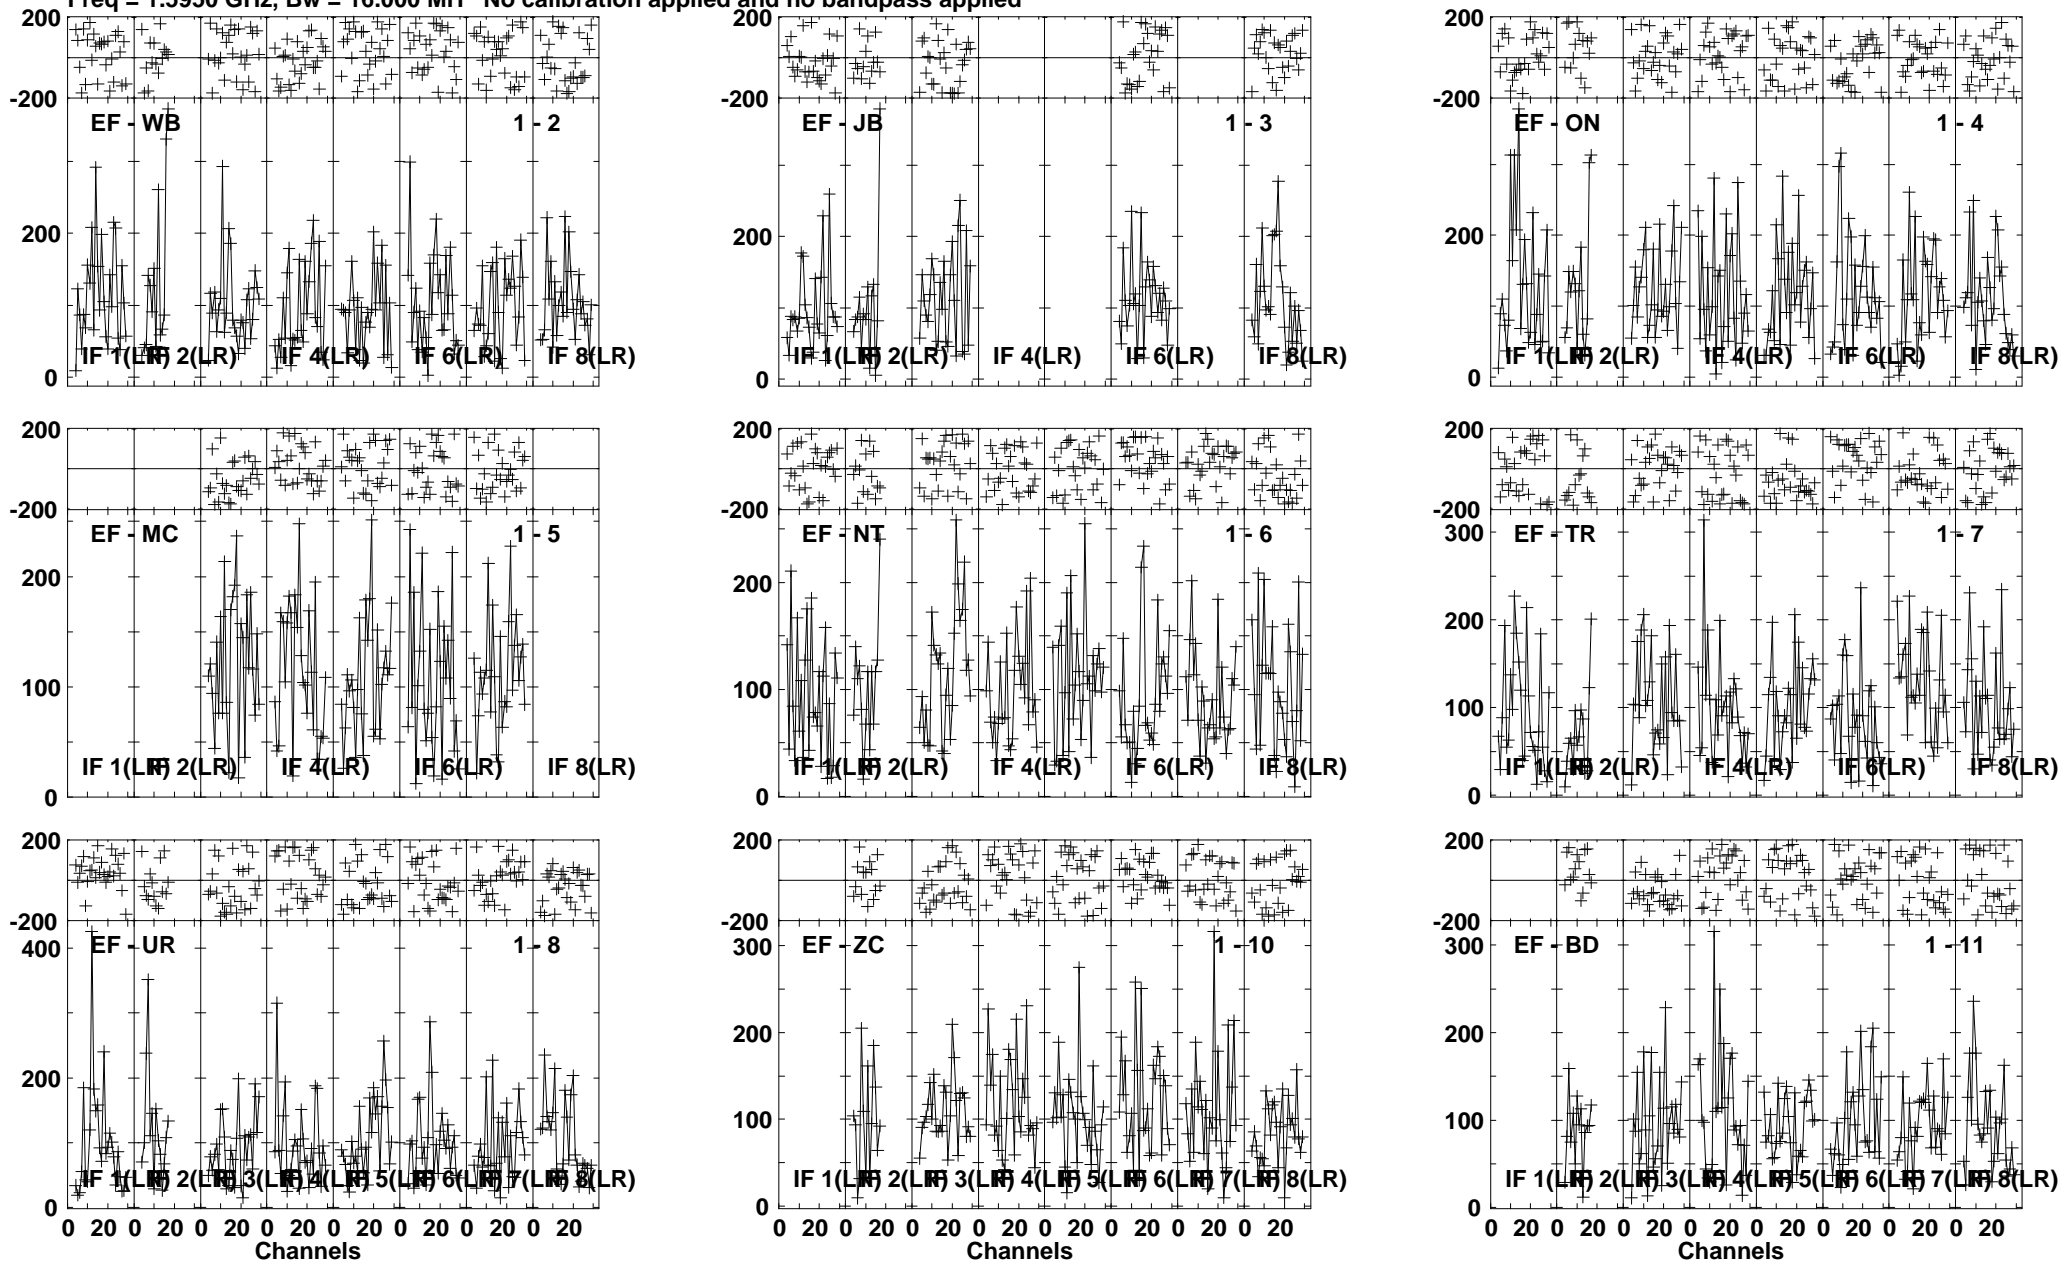 Freq = 1.5950 GHz, Bw = 16.000 MH No calibration applied and no bandpass applied
200 200 200
-200 -200 -200
EF - WB 1 - 2 EF - JB 1 - 3 EF - ON 1 - 4
200 200 200
IF 1(LR) IF 2(LR) IF 4(LR) IF 6(LR) IF 8(LR) IF 1(LR) IF 2(LR) IF 4(LR) IF 6(LR) IF 8(LR) IF 1(LR) IF 2(LR) IF 4(LR) IF 6(LR) IF 8(LR)
0 0 0
200 200 200
-200 -200 -200
EF - MC 1 - 5 EF - NT 1 - 6 EF - TR 1 - 7
300
200 200 200
100 100 100
IF 1(LR) IF 2(LR) IF 4(LR) IF 6(LR) IF 8(LR) IF 1(LR) IF 2(LR) IF 4(LR) IF 6(LR) IF 8(LR) IF 1(LR) IF 2(LR) IF 4(LR) IF 6(LR) IF 8(LR)
0 0 0
200 200 200
-200 -200 -200
EF - UR 1 - 8 EF - ZC 1 - 10 EF - BD 1 - 11
400 300 300
200 200 200
100 100
IF 1(LR) IF 2(LR) IF 3(LR) IF 4(LR) IF 5(LR) IF 6(LR) IF 7(LR) IF 8(LR) IF 1(LR) IF 2(LR) IF 3(LR) IF 4(LR) IF 5(LR) IF 6(LR) IF 7(LR) IF 8(LR) IF 1(LR) IF 2(LR) IF 3(LR) IF 4(LR) IF 5(LR) IF 6(LR) IF 7(LR) IF 8(LR)
0 0 0
0 20 0 20 0 20 0 20 0 20 0 20 0 20 0 20 0 20 0 20 0 20 0 20 0 20 0 20 0 20 0 20 0 20 0 20 0 20 0 20 0 20 0 20 0 20 0 20
Channels Channels